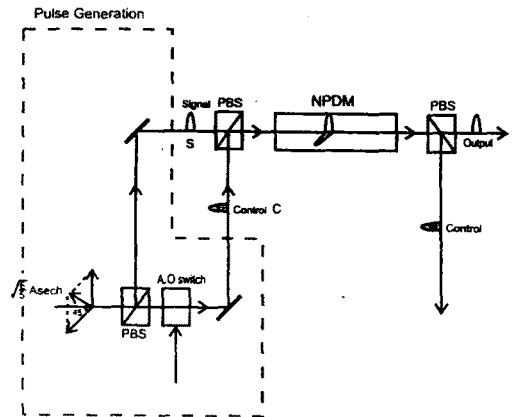 Pulse Generation
Signal
PBS
NPDM
PBS
S
Output
Control C
Control
Asech
45
A.O switch
PBS